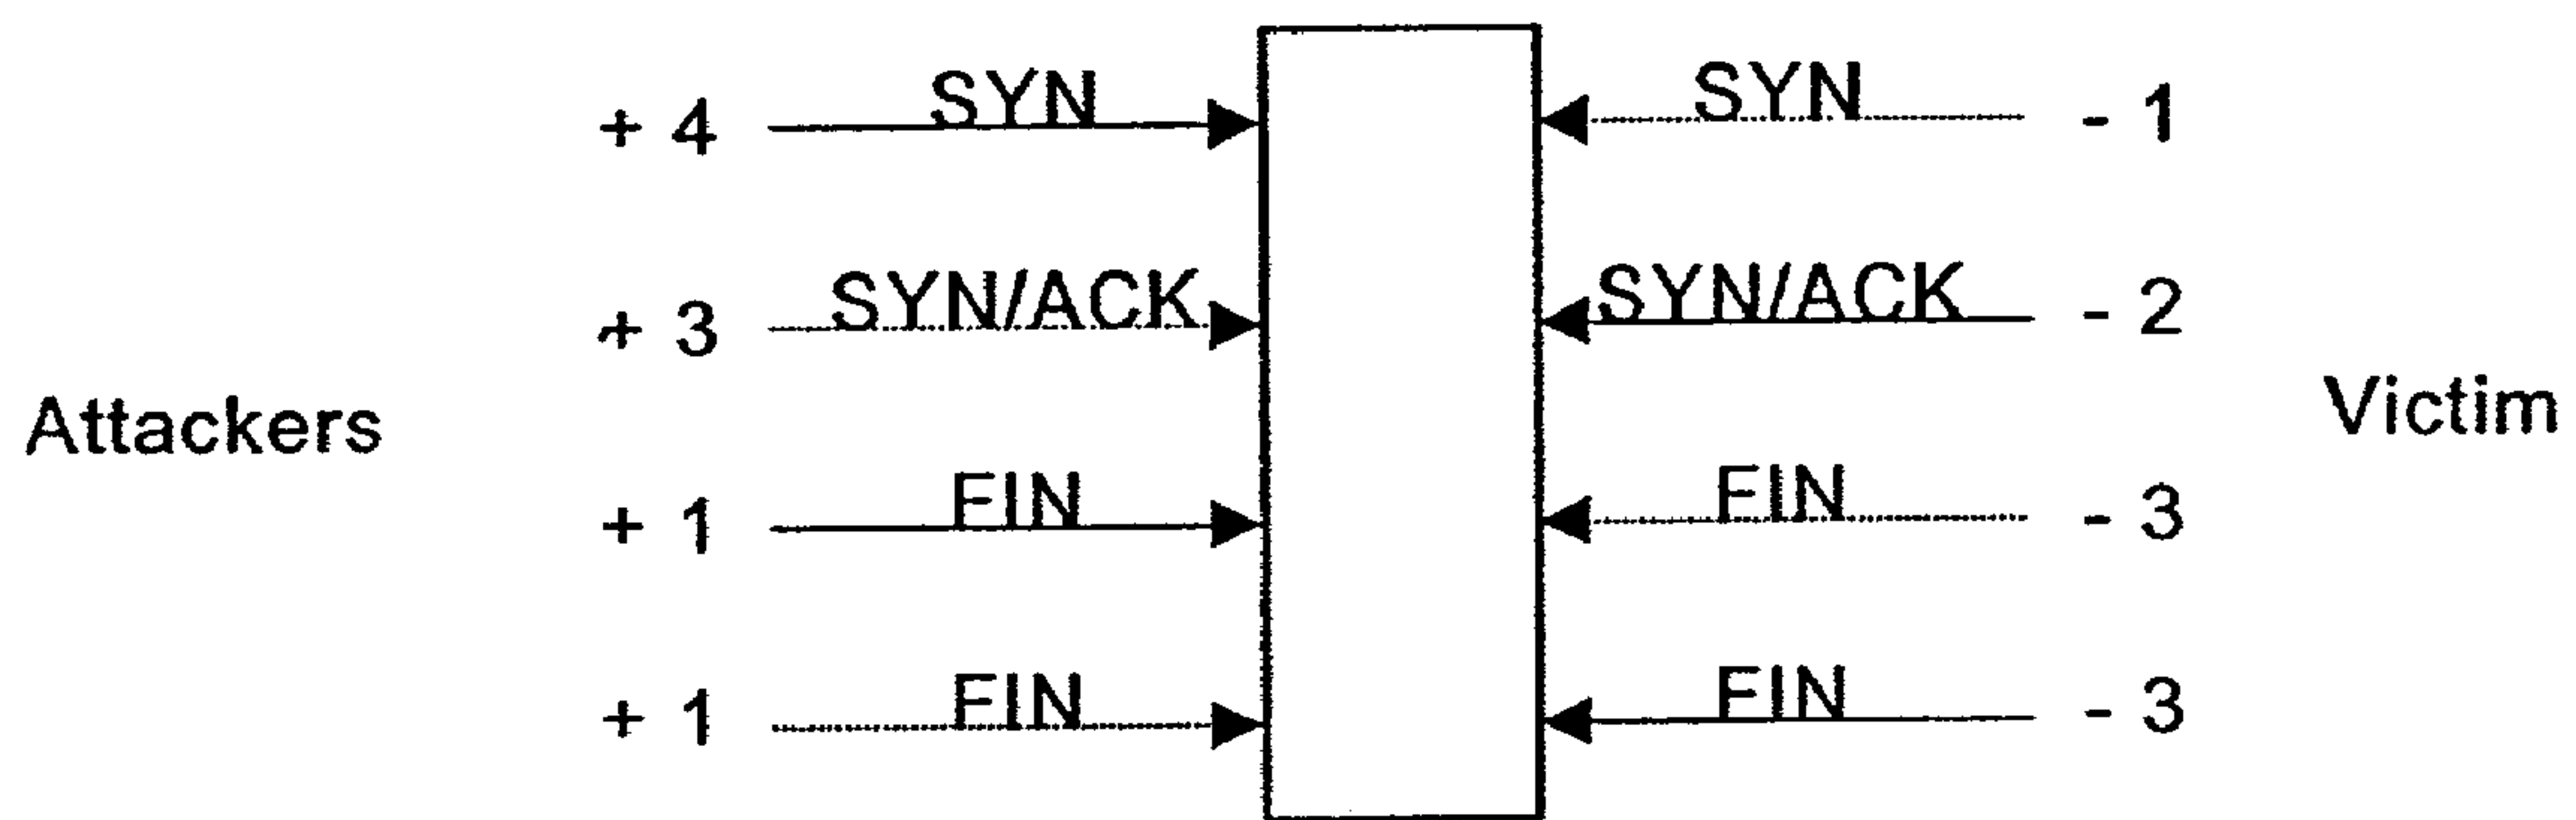 + 4 SYN SYN - 1
+ 3 SYN/ACK SYN/ACK - 2
Attackers Victim
+ 1 FIN FIN - 3
+ 1 FIN FIN - 3